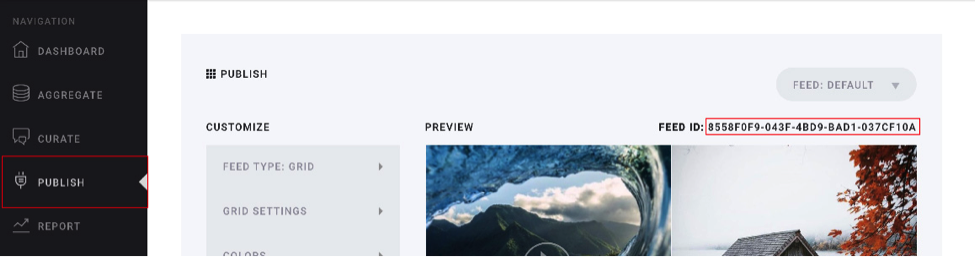 NAVIGATION
DASHBOARD
AGGREGATE
CURATE
PUBLISH
REPORT
PUBLISH
FEED: DEFAULT
CUSTOMIZE
PREVIEW
FEED ID: 8558F0F9-043F-4BD9-BAD1-037CF10A
FEED TYPE: GRID
GRID SETTINGS
COLORS